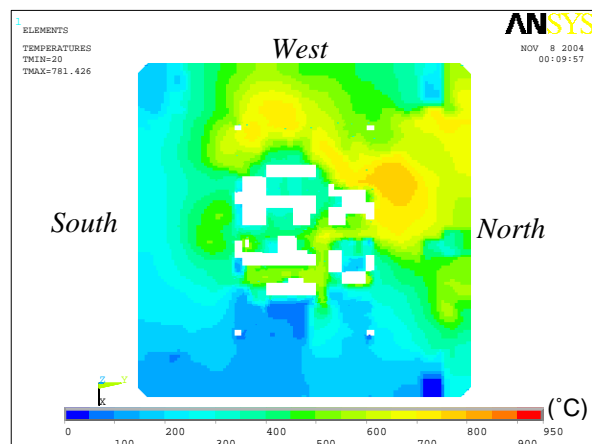 1
ELEMENTS
TEMPERATURES
TMIN=20
TMAX=781.426
ANSYS
NOV 8 2004
00:09:57
West
South
North
Z Y
X
0 200 300 400 500 600 700 800 950
100 900
(°C)